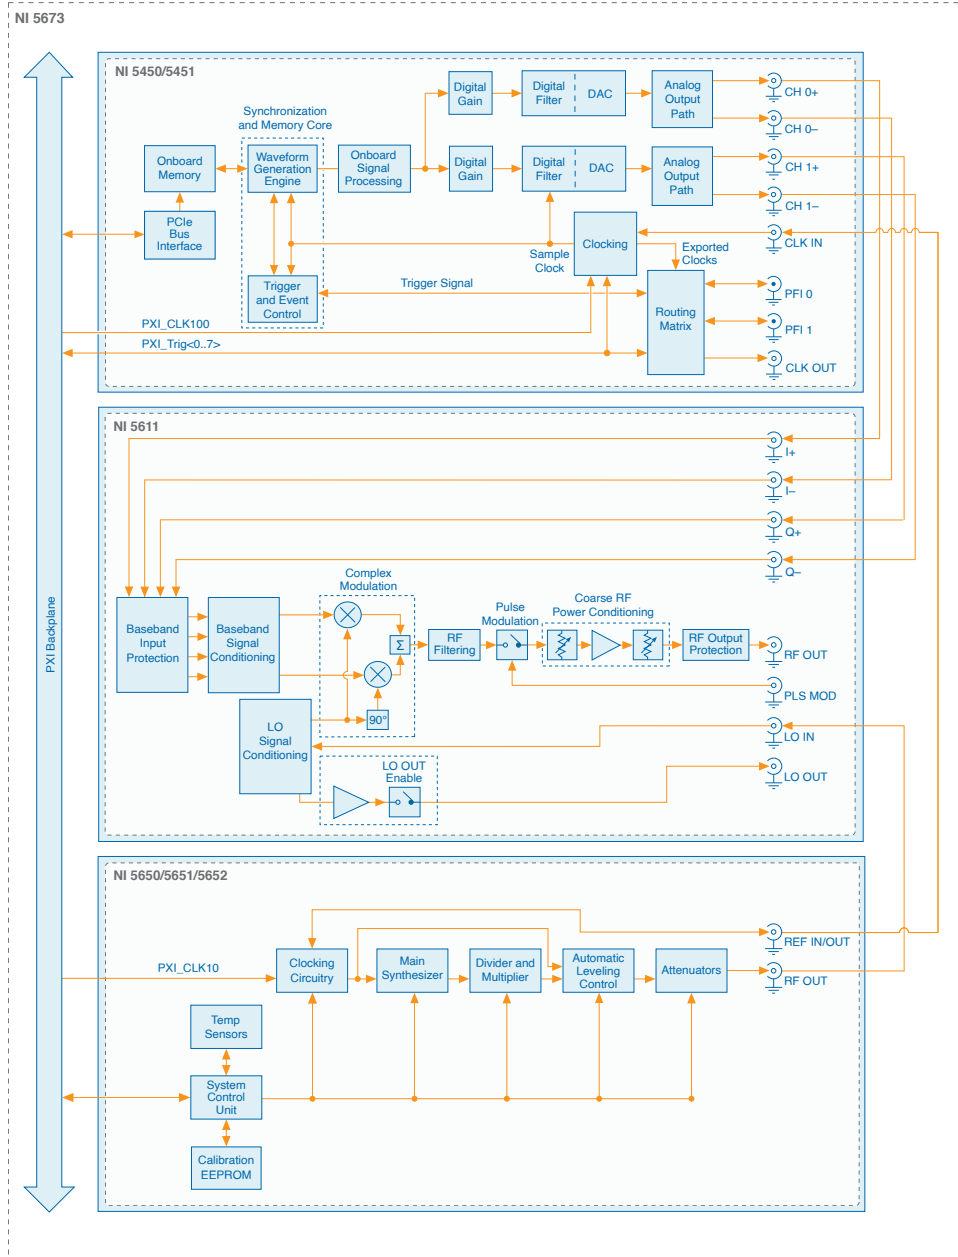 NI 5673
PXI Backplane
NI 5450/5451
Synchronization
and Memory Core
Onboard
Memory
PCIe
Bus
Interface
Waveform
Generation
Engine
Trigger
and Event
Control
Onboard
Signal
Processing
Digital
Gain
Digital
Filter
DAC
Analog
Output
Path
Digital
Gain
Digital
Filter
DAC
Analog
Output
Path
CH 0+
CH 0–
CH 1+
CH 1–
CLK IN
Clocking
Sample
Clock
Exported
Clocks
Trigger Signal
Routing
Matrix
PFI 0
PFI 1
CLK OUT
PXI_CLK100
PXI_Trig<0..7>
NI 5611
I+
I–
Q+
Q–
Baseband
Input
Protection
Baseband
Signal
Conditioning
Complex
Modulation
Σ
90°
RF
Filtering
Pulse
Modulation
Coarse RF
Power Conditioning
RF Output
Protection
RF OUT
PLS MOD
LO IN
LO OUT
LO
Signal
Conditioning
LO OUT
Enable
NI 5650/5651/5652
REF IN/OUT
RF OUT
PXI_CLK10
Clocking
Circuitry
Main
Synthesizer
Divider and
Multiplier
Automatic
Leveling
Control
Attenuators
Temp
Sensors
System
Control
Unit
Calibration
EEPROM